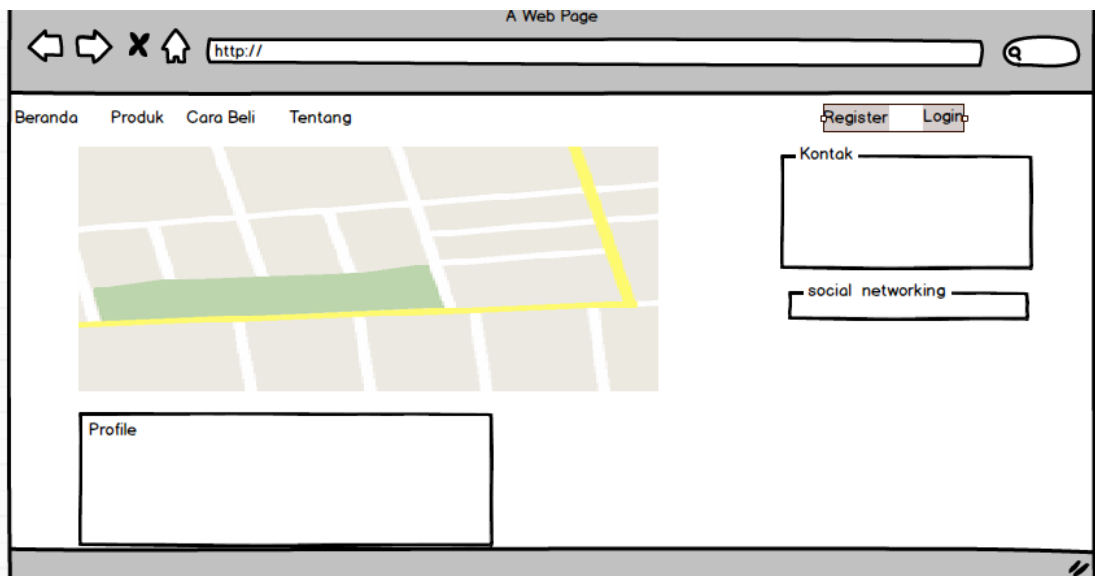 A Web Page
http://
Beranda Produk Cara Beli Tentang Register Login
Kontak
social networking
Profile